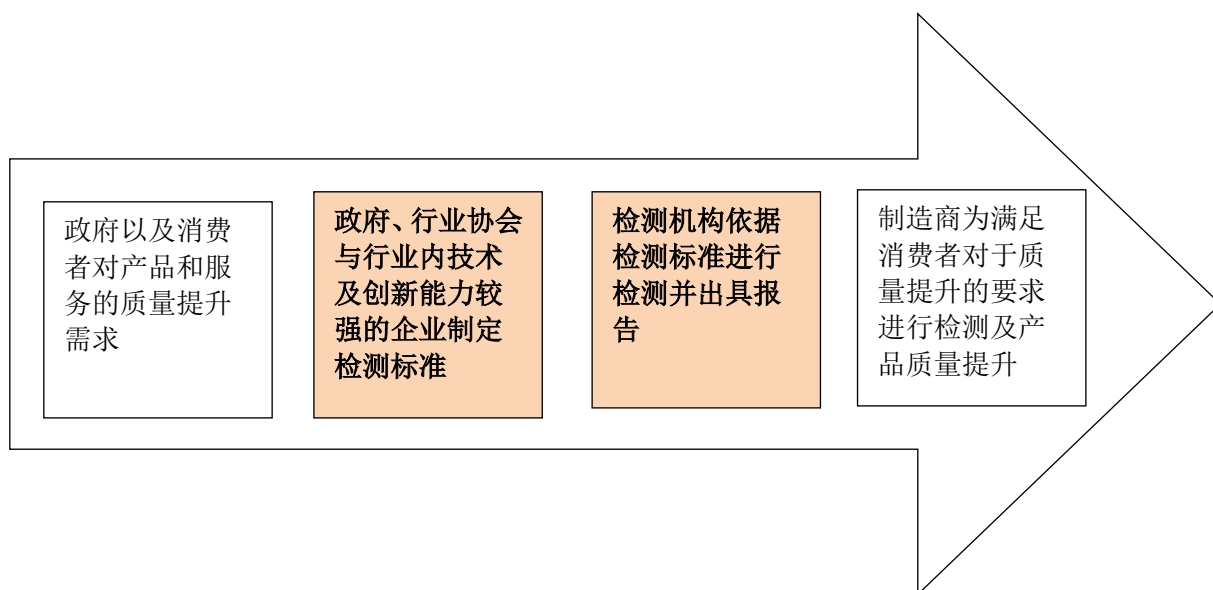 政府以及消费
者对产品和服
务的质量提升
需求
政府、行业协会
与行业内技术
及创新能力较
强的企业制定
检测标准
检测机构依据
检测标准进行
检测并出具报
告
制造商为满足
消费者对于质
量提升的要求
进行检测及产
品质量提升